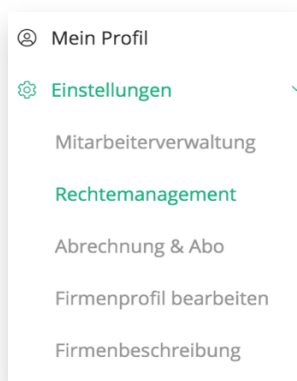 Mein Profil
Einstellungen
Mitarbeiterverwaltung
Rechtemanagement
Abrechnung & Abo
Firmenprofil bearbeiten
Firmenbeschreibung